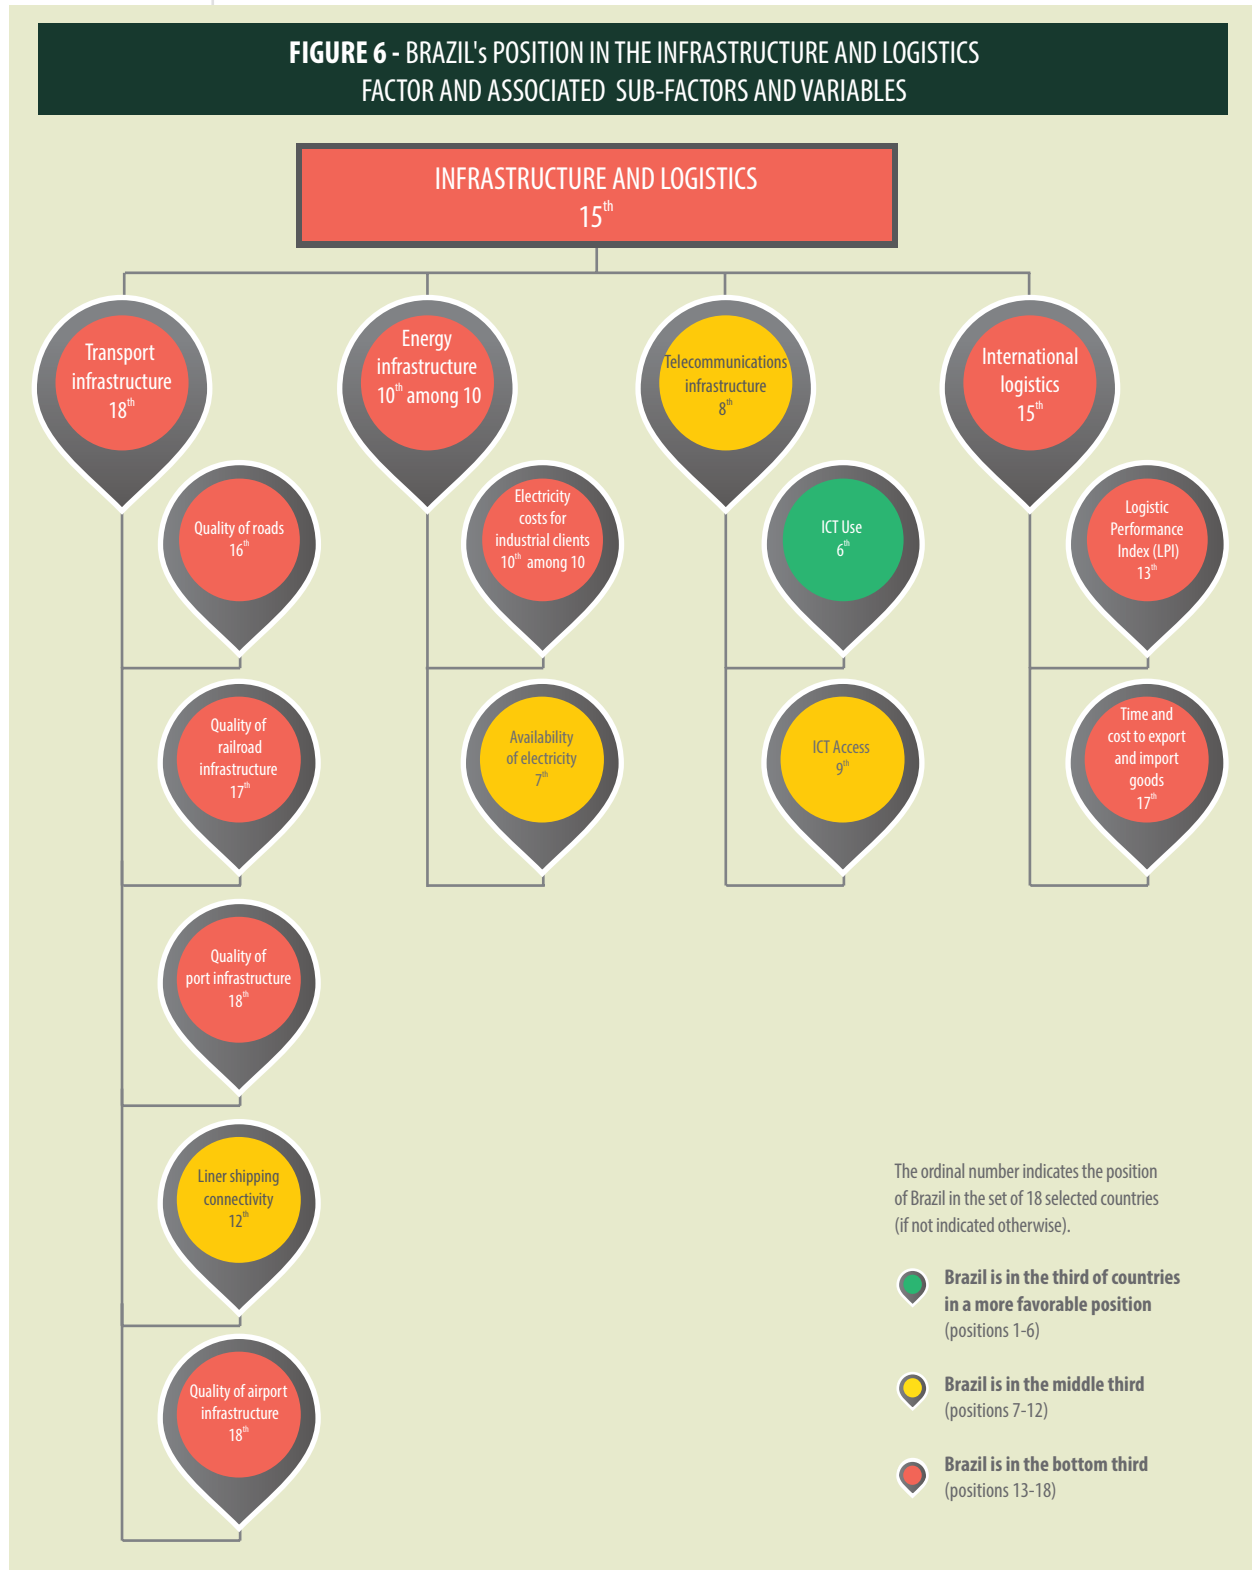 FIGURE 6 - BRAZIL's POSITION IN THE INFRASTRUCTURE AND LOGISTICS
FACTOR AND ASSOCIATED SUB-FACTORS AND VARIABLES
INFRASTRUCTURE AND LOGISTICS
15th
Transport
infrastructure
18th
Energy
infrastructure
10th among 10
Telecommunications
infrastructure
8th
International
logistics
15th
Quality of roads
16th
Electricity
costs for
industrial clients
10th among 10
ICT Use
6th
Logistic
Performance
Index (LPI)
13th
Quality of
railroad
infrastructure
17th
Availability
of electricity
7th
ICT Access
9th
Time and
cost to export
and import
goods
17th
Quality of
port infrastructure
18th
Liner shipping
connectivity
12th
Quality of airport
infrastructure
18th
The ordinal number indicates the position
of Brazil in the set of 18 selected countries
(if not indicated otherwise).
Brazil is in the third of countries
in a more favorable position
(positions 1-6)
Brazil is in the middle third
(positions 7-12)
Brazil is in the bottom third
(positions 13-18)